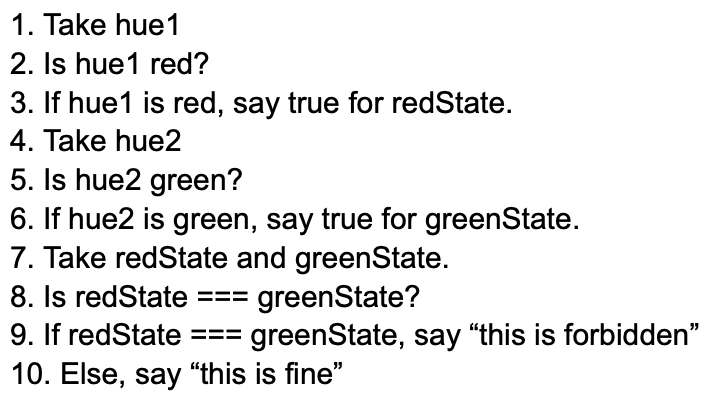 1. Take hue1
2. Is hue1 red?
3. If hue1 is red, say true for redState.
4. Take hue2
5. Is hue2 green?
6. If hue2 is green, say true for greenState.
7. Take redState and greenState.
8. Is redState === greenState?
9. If redState === greenState, say “this is forbidden”
10. Else, say “this is fine”